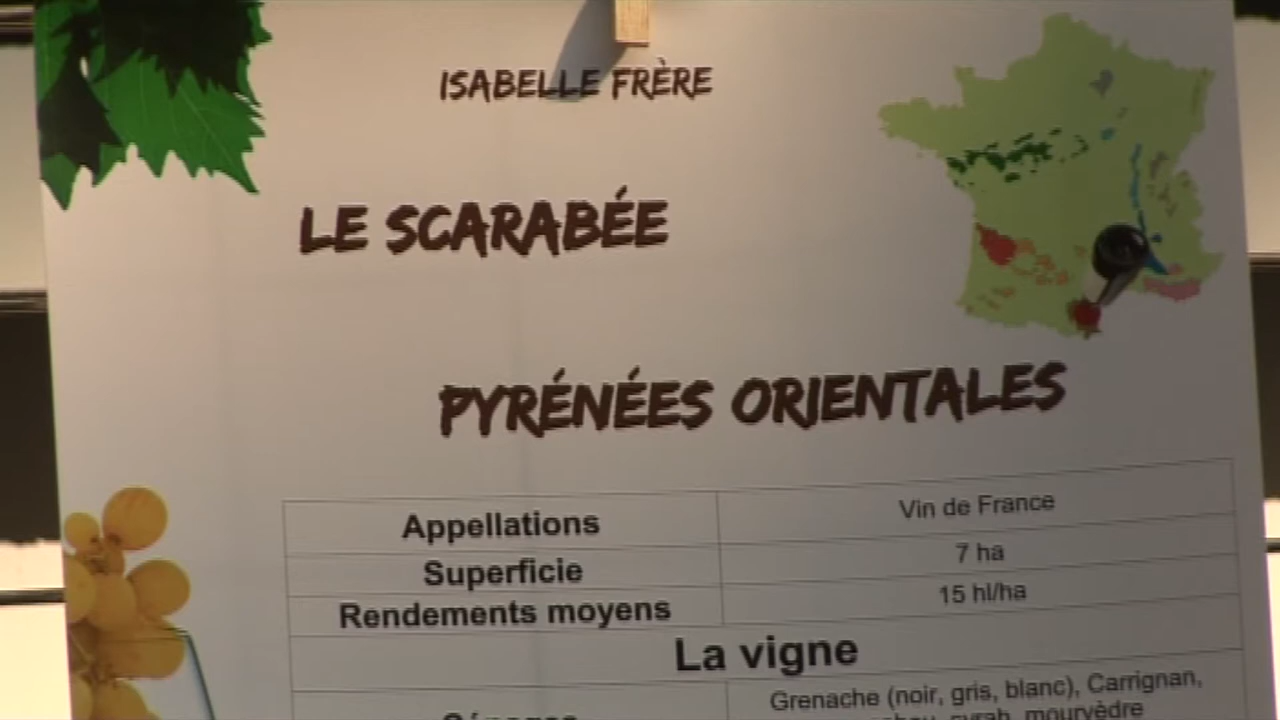 ISABELLE FRÈRE
LE SCARABÉE
PYRÉNÉES ORIENTALES
Appellations Vin de France
Superficie 7 ha
Rendements moyens 15 hl/ha
La vigne
Grenache (noir, gris, blanc), Carrignan,
syrah, mourvèdre